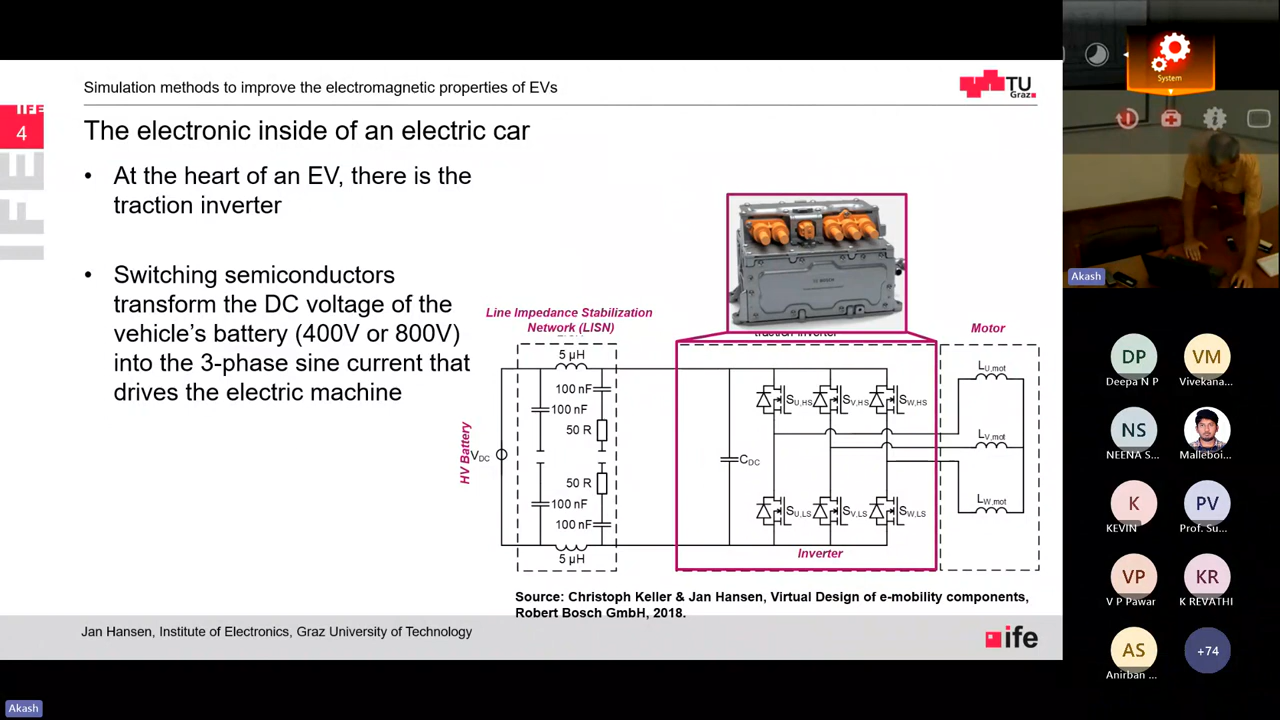 Simulation methods to improve the electromagnetic properties of EVs
TU
Graz
IFE
4
IFE
The electronic inside of an electric car
• At the heart of an EV, there is the
traction inverter
• Switching semiconductors
transform the DC voltage of the
vehicle's battery (400V or 800V)
into the 3-phase sine current that
drives the electric machine
Line Impedance Stabilization
Network (LISN)
traction inverter
Motor
5 µH
100 nF
100 nF
50 R
HV Battery
VDC
50 R
100 nF
100 nF
5 µH
CDC
SU,HS
SV,HS
SW,HS
SU,LS
SV,LS
SW,LS
Inverter
LU,mot
LV,mot
LW,mot
Source: Christoph Keller & Jan Hansen, Virtual Design of e-mobility components,
Robert Bosch GmbH, 2018.
Jan Hansen, Institute of Electronics, Graz University of Technology
ife
System
Akash
DP
Deepa N P
VM
Vivekana...
NS
NEENA S...
Malleboi...
K
KEVIN
PV
Prof. Su...
VP
V P Pawar
KR
K REVATHI
AS
Anirban ...
+74
Akash